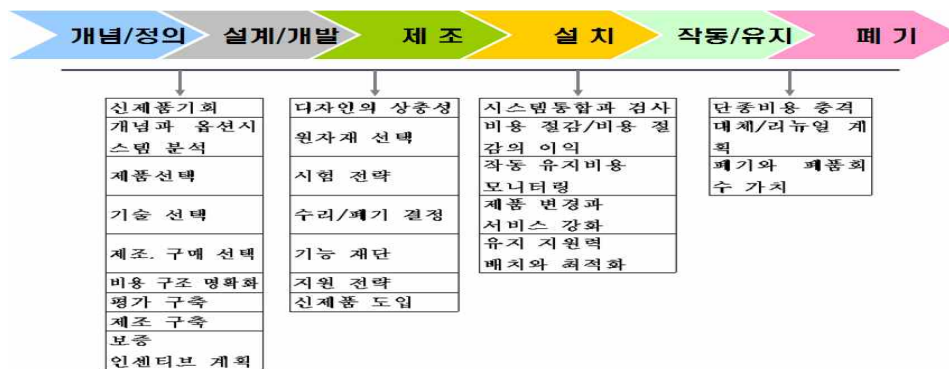 개념/정의 설계/개발 제 조 설 치 작동/유지 폐 기
신제품기회
개념과 옵션시
스템 분석
제품선택
기술 선택
제조. 구매 선택
비용 구조 명확화
평가 구축
제조 구축
보증
인센티브 계획
디자인의 상충성
원자재 선택
시험 전략
수리/폐기 결정
기능 재단
지원 전략
신제품 도입
시스템통합과 검사
비용 절감/비용 절
감의 이익
작동 유지비용
모니터링
제품 변경과
서비스 강화
유지 지원력
배치와 최적화
단종비용 충격
대체/리뉴얼 계
획
폐기와 폐품회
수 가치